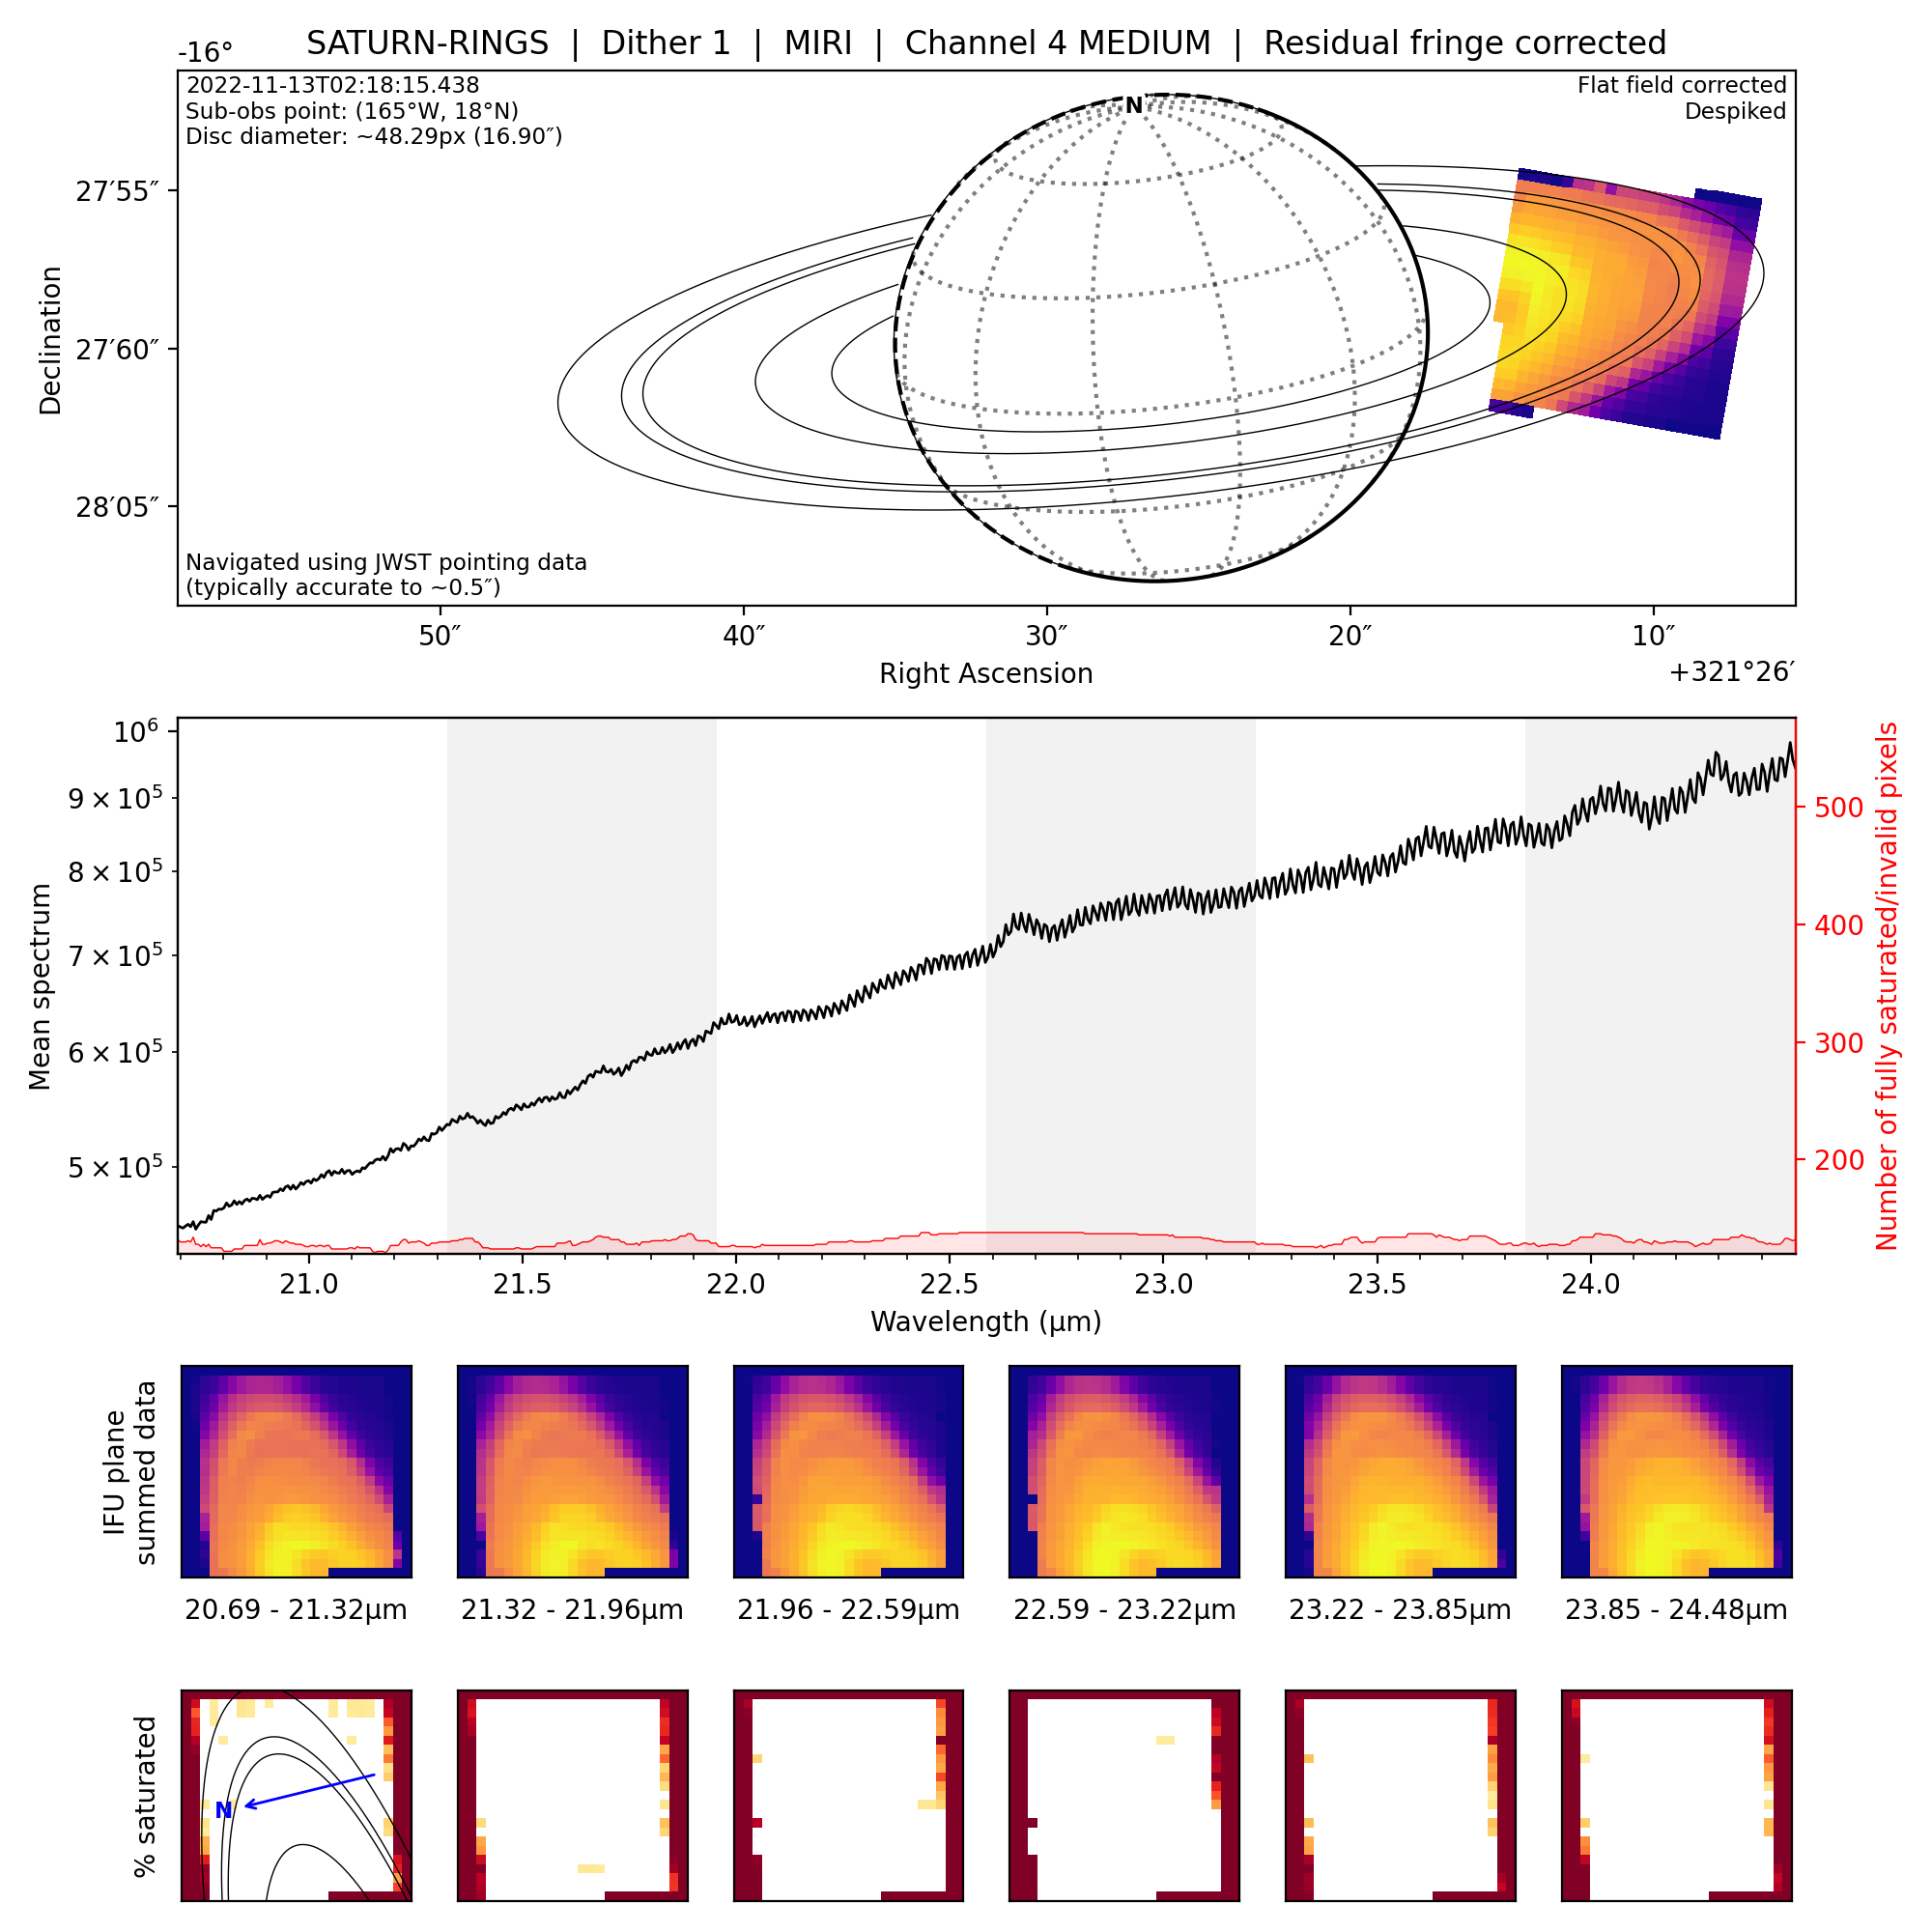 SATURN-RINGS | Dither 1 | MIRI | Channel 4 MEDIUM | Residual fringe corrected
-16°
2022-11-13T02:18:15.438
Sub-obs point: (165°W, 18°N)
Disc diameter: ~48.29px (16.90″)
Flat field corrected
Despiked
N
Declination
27′55″
27′60″
28′05″
Navigated using JWST pointing data
(typically accurate to ~0.5″)
50″ 40″ 30″ 20″ 10″
Right Ascension
+321°26′
Mean spectrum
10⁶
9 × 10⁵
8 × 10⁵
7 × 10⁵
6 × 10⁵
5 × 10⁵
Number of fully saturated/invalid pixels
500
400
300
200
21.0 21.5 22.0 22.5 23.0 23.5 24.0
Wavelength (µm)
IFU plane
summed data
20.69 - 21.32µm 21.32 - 21.96µm 21.96 - 22.59µm 22.59 - 23.22µm 23.22 - 23.85µm 23.85 - 24.48µm
% saturated
N